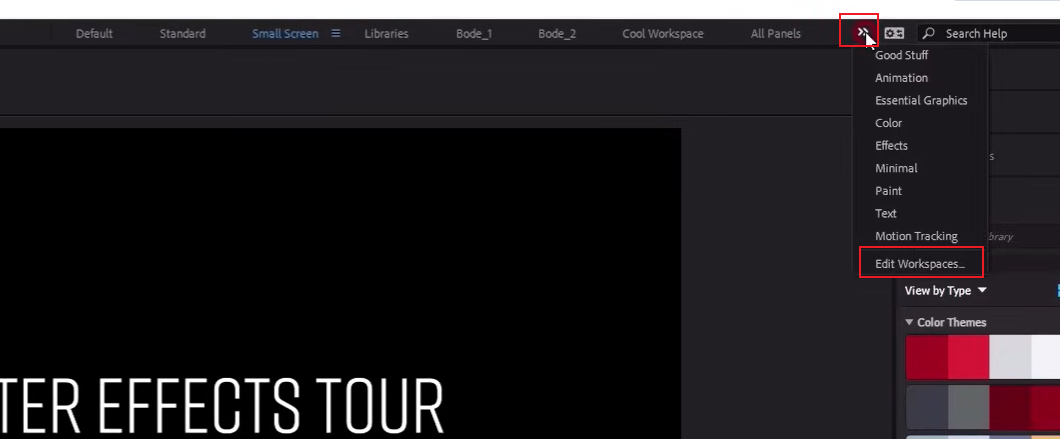 Default Standard Small Screen Libraries Bode_1 Bode_2 Cool Workspace All Panels Search Help
Good Stuff
Animation
Essential Graphics
Color
Effects
Minimal
Paint
Text
Motion Tracking
Edit Workspaces...
s
brary
View by Type
Color Themes
TER EFFECTS TOUR